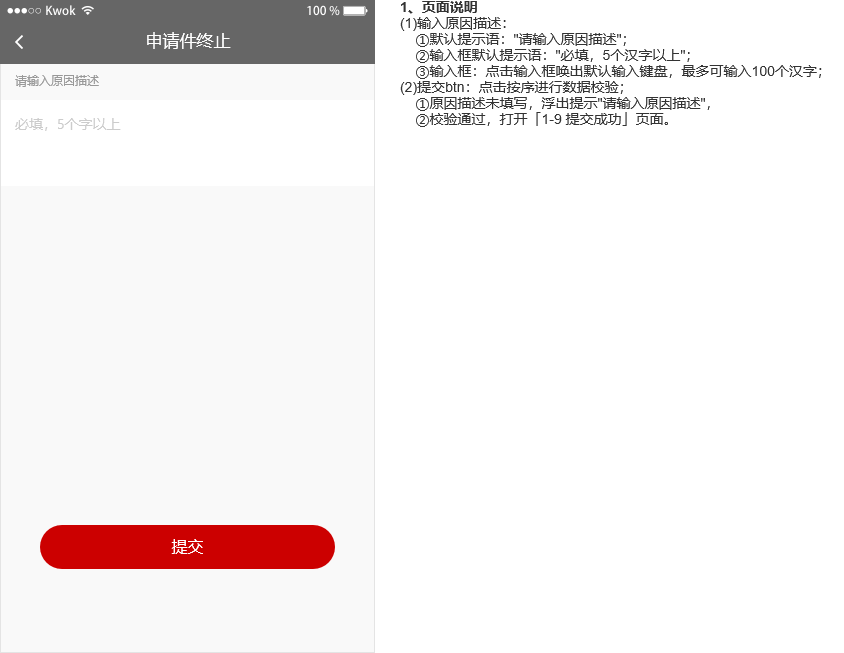 Kwok
100 %
申请件终止
请输入原因描述
必填，5个字以上
提交
1、页面说明
(1)输入原因描述：
①默认提示语："请输入原因描述"；
②输入框默认提示语："必填，5个汉字以上"；
③输入框：点击输入框唤出默认输入键盘，最多可输入100个汉字；
(2)提交btn：点击按序进行数据校验；
①原因描述未填写，浮出提示"请输入原因描述"，
②校验通过，打开「1-9 提交成功」页面。